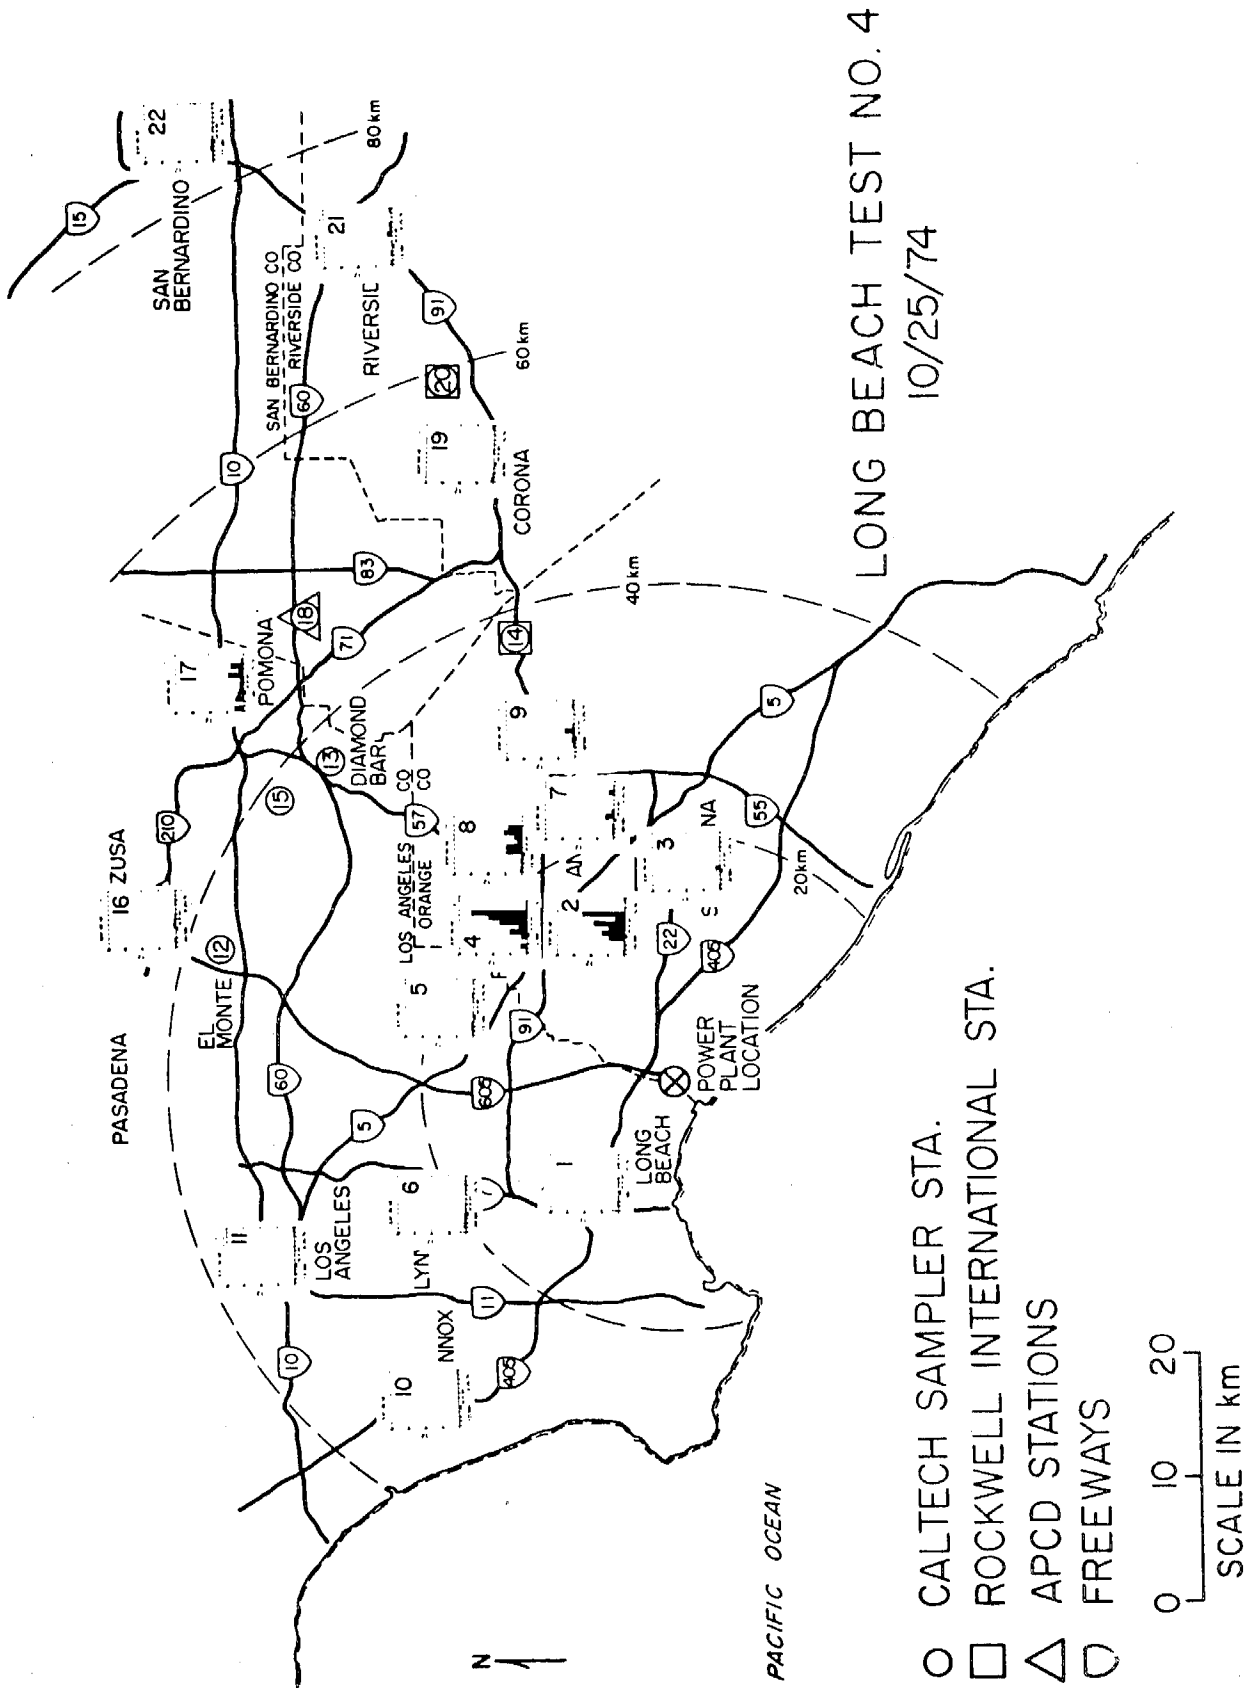 22
80 km
15
SAN
BERNARDINO
21
SAN BERNARDINO CO
RIVERSIDE CO
RIVERSID
91
60 km
20
60
10
19
CORONA
83
40 km
18
14
71
17
POMONA
9
5
13
DIAMOND
BAR
CO
CO
15
210
57
7
55
8
LOS ANGELES
ORANGE
3
NA
20km
16 ZUSA
12
4
2
22
S
405
5
91
EL
MONTE
60
605
POWER
PLANT
LOCATION
PASADENA
5
LONG
BEACH
1
6
LOS
ANGELES
LYN
11
11
NNOX
10
10
405
N
PACIFIC OCEAN
LONG BEACH TEST NO. 4
10/25/74
CALTECH SAMPLER STA.
ROCKWELL INTERNATIONAL STA.
APCD STATIONS
FREEWAYS
0 10 20
SCALE IN km